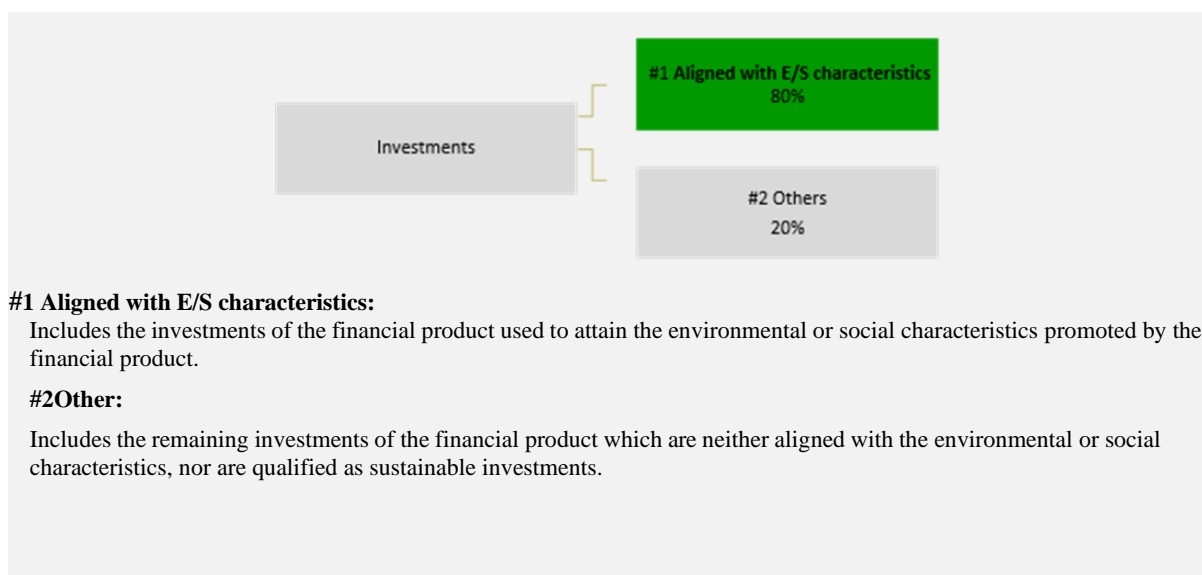 #1 Aligned with E/S characteristics
80%
Investments
#2 Others
20%
#1 Aligned with E/S characteristics:
Includes the investments of the financial product used to attain the environmental or social characteristics promoted by the
financial product.
#2Other:
Includes the remaining investments of the financial product which are neither aligned with the environmental or social
characteristics, nor are qualified as sustainable investments.